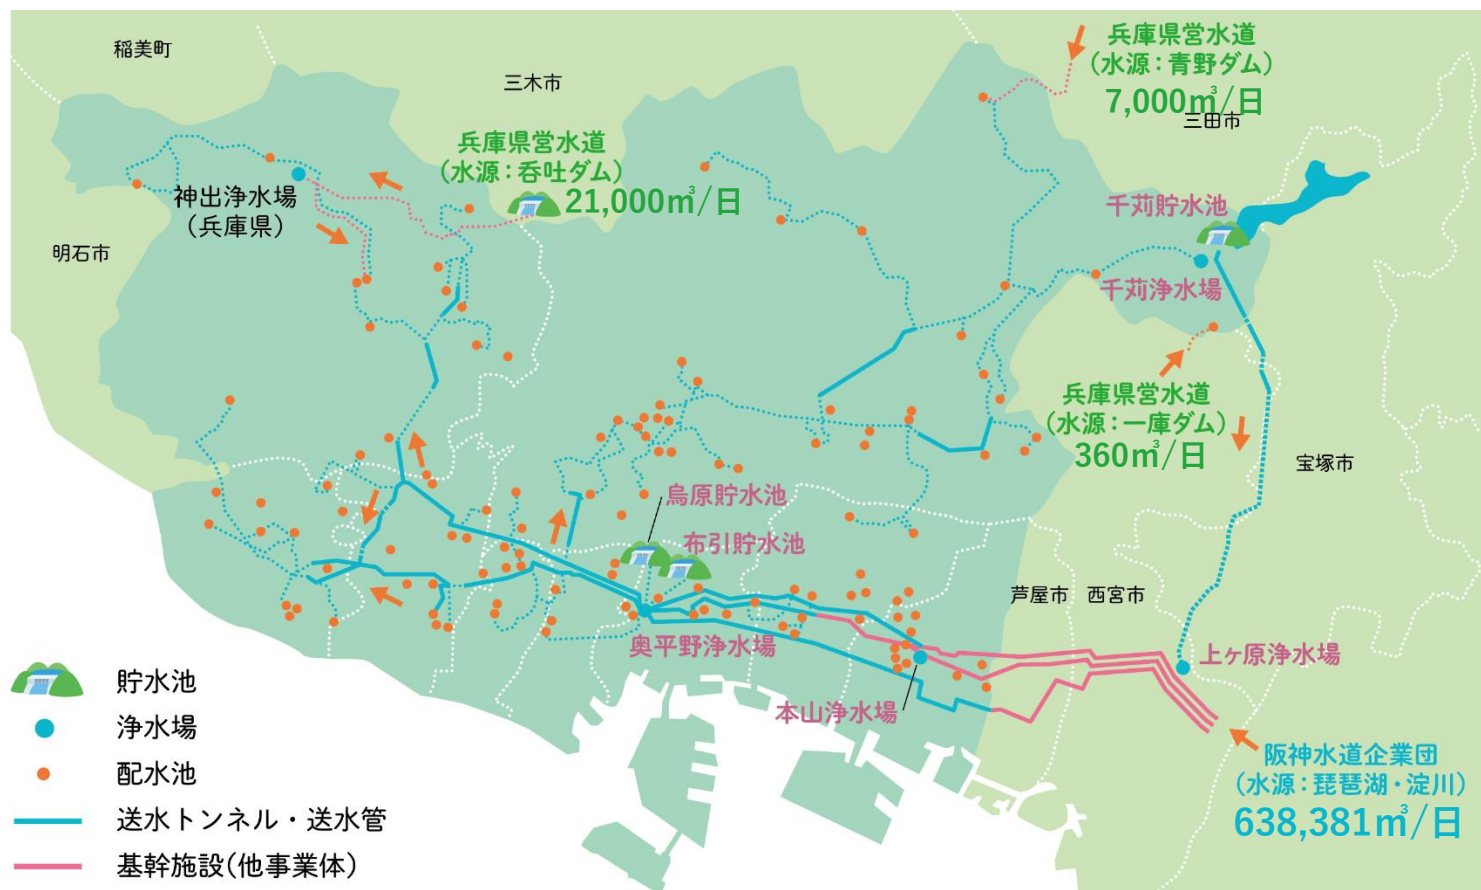 稲美町
三木市
兵庫県営水道
(水源:青野ダム)
7,000㎥/日
三田市
兵庫県営水道
(水源:呑吐ダム)
21,000㎥/日
神出浄水場
(兵庫県)
明石市
千苅貯水池
千苅浄水場
兵庫県営水道
(水源:一庫ダム)
360㎥/日
宝塚市
烏原貯水池
布引貯水池
芦屋市
西宮市
奥平野浄水場
上ヶ原浄水場
本山浄水場
阪神水道企業団
(水源:琵琶湖・淀川)
638,381㎥/日
貯水池
浄水場
配水池
送水トンネル・送水管
基幹施設(他事業体)